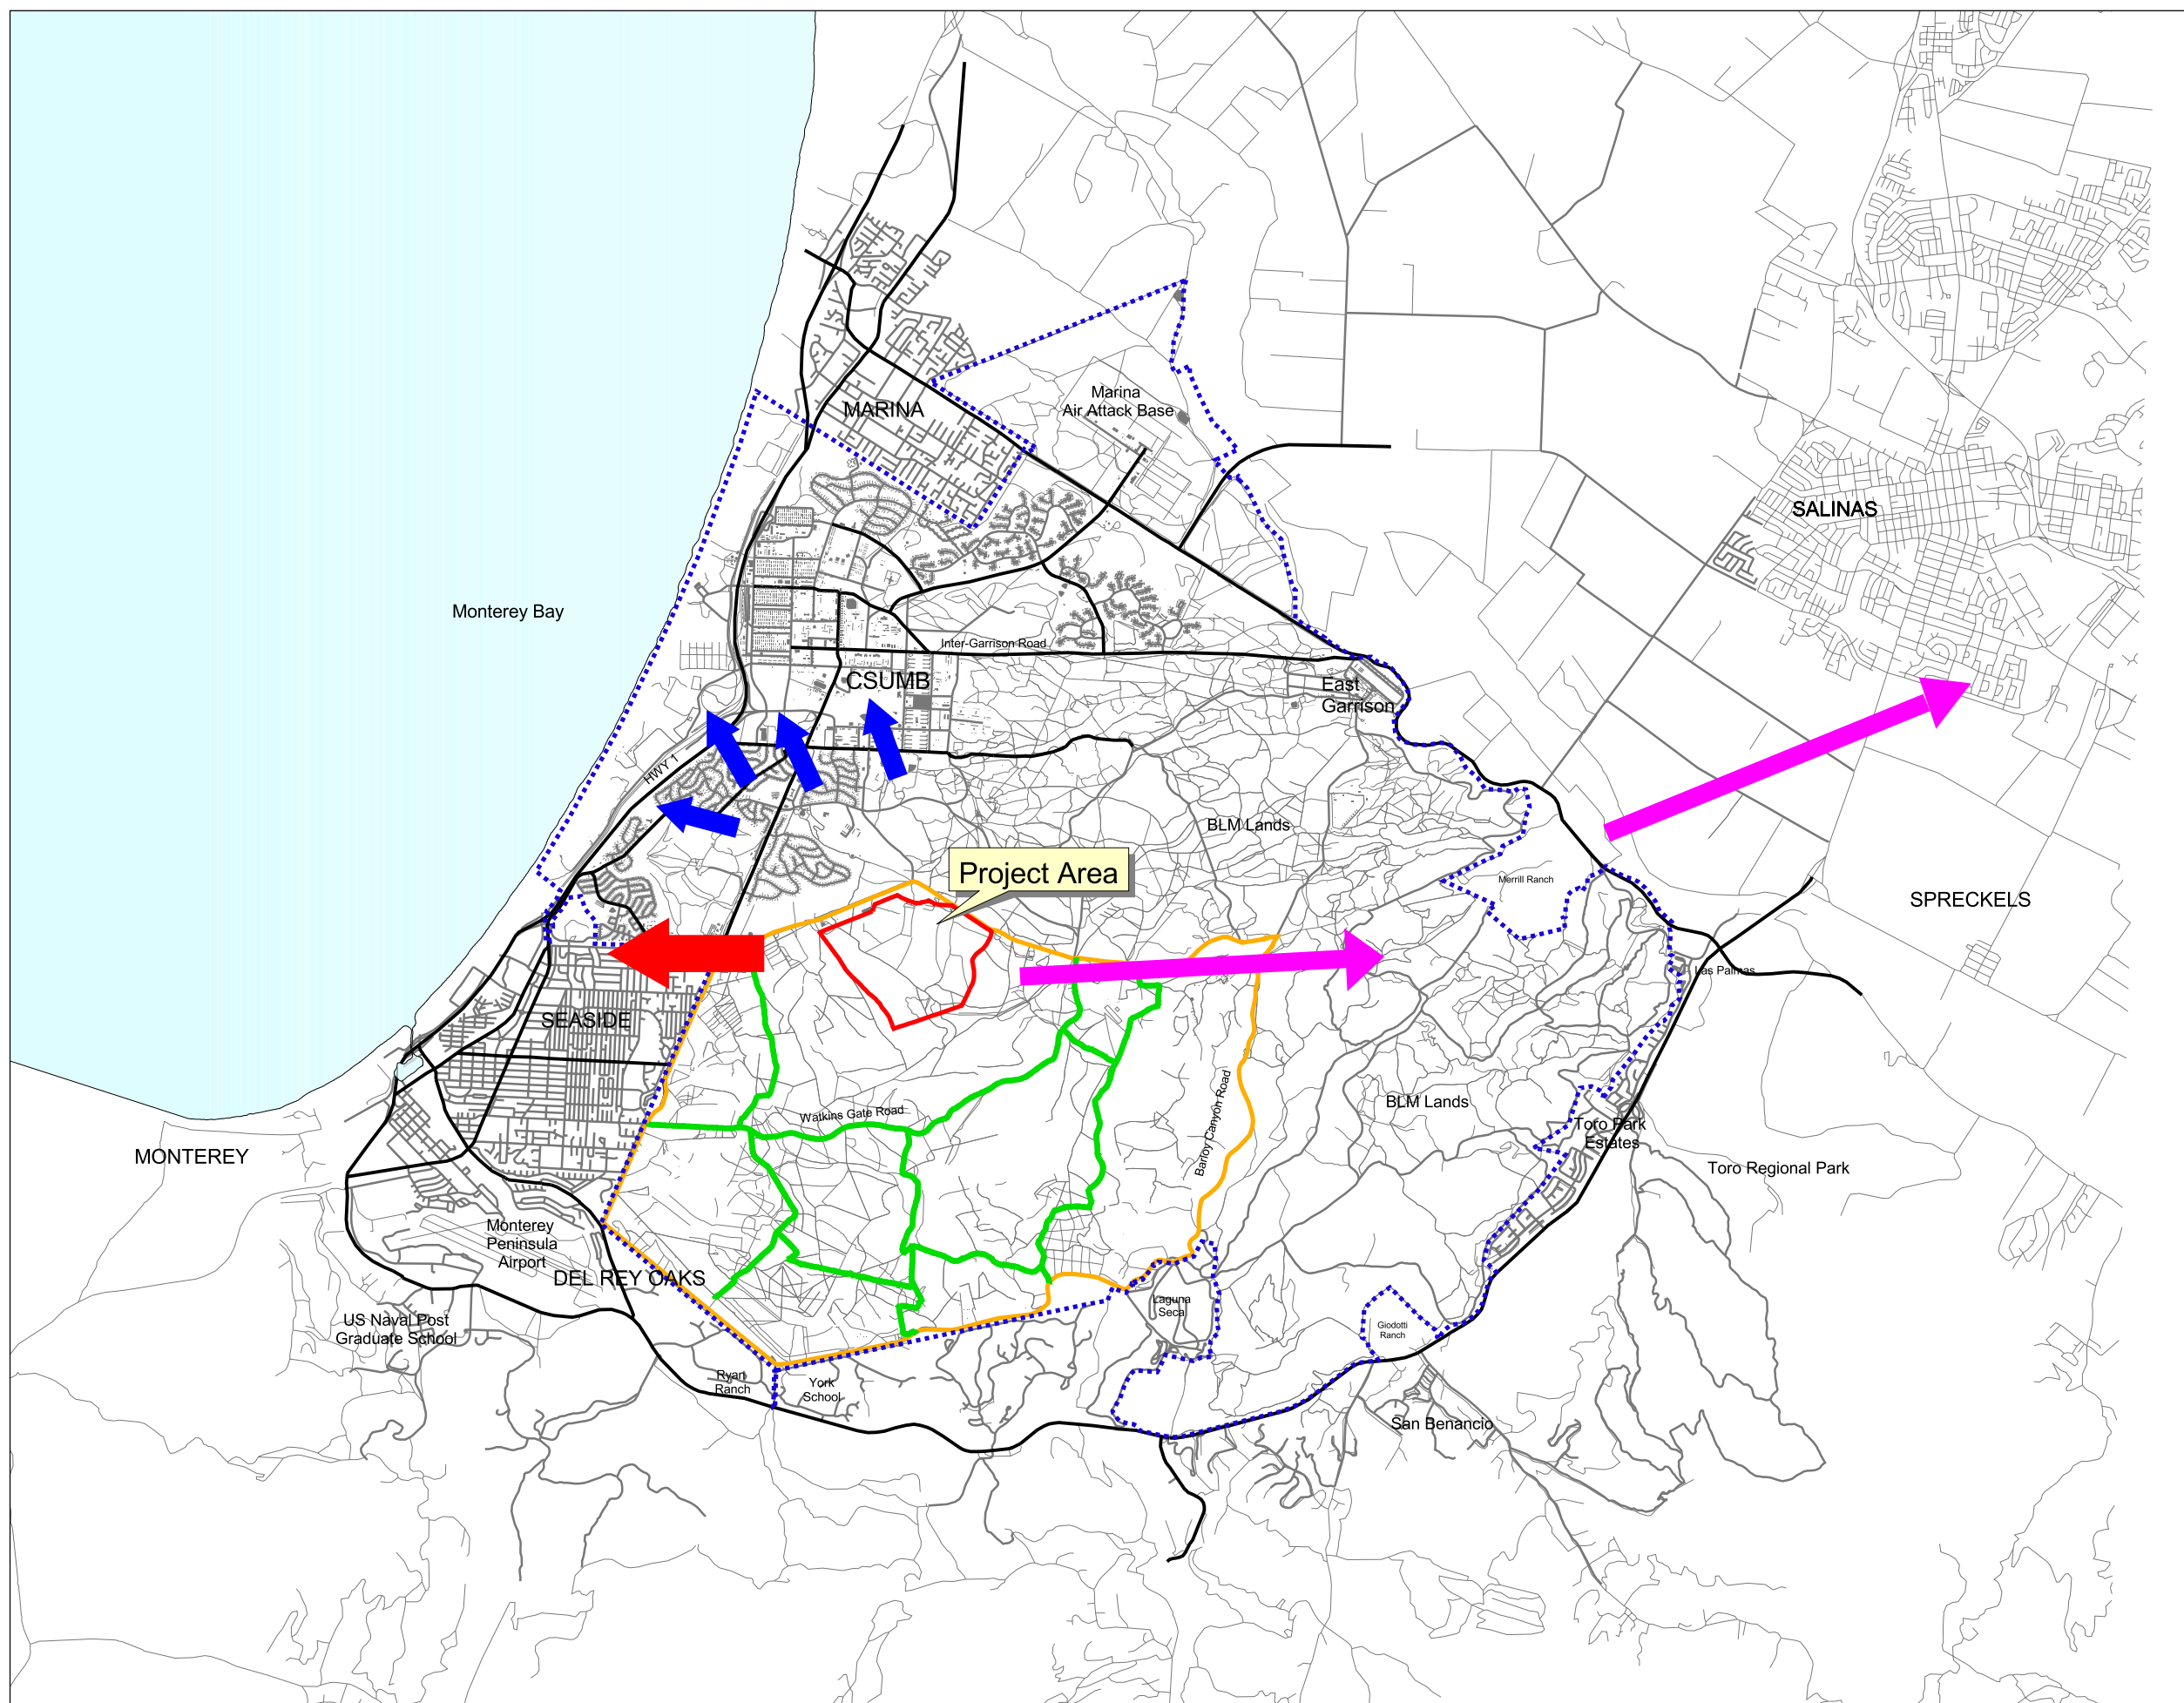 MARINA
Marina
Air Attack Base
SALINAS
Monterey Bay
Inter-Garrison Road
CSUMB
East
Garrison
HWY 1
BLM Lands
Project Area
Merrill Ranch
SPRECKELS
Las Palmas
SEASIDE
Watkins Gate Road
Barloy Canyon Road
BLM Lands
Toro Park
Estates
MONTEREY
Toro Regional Park
Monterey
Peninsula
Airport
DEL REY OAKS
Laguna
Seca
US Naval Post
Graduate School
Giodotti
Ranch
Ryan
Ranch
York
School
San Benancio